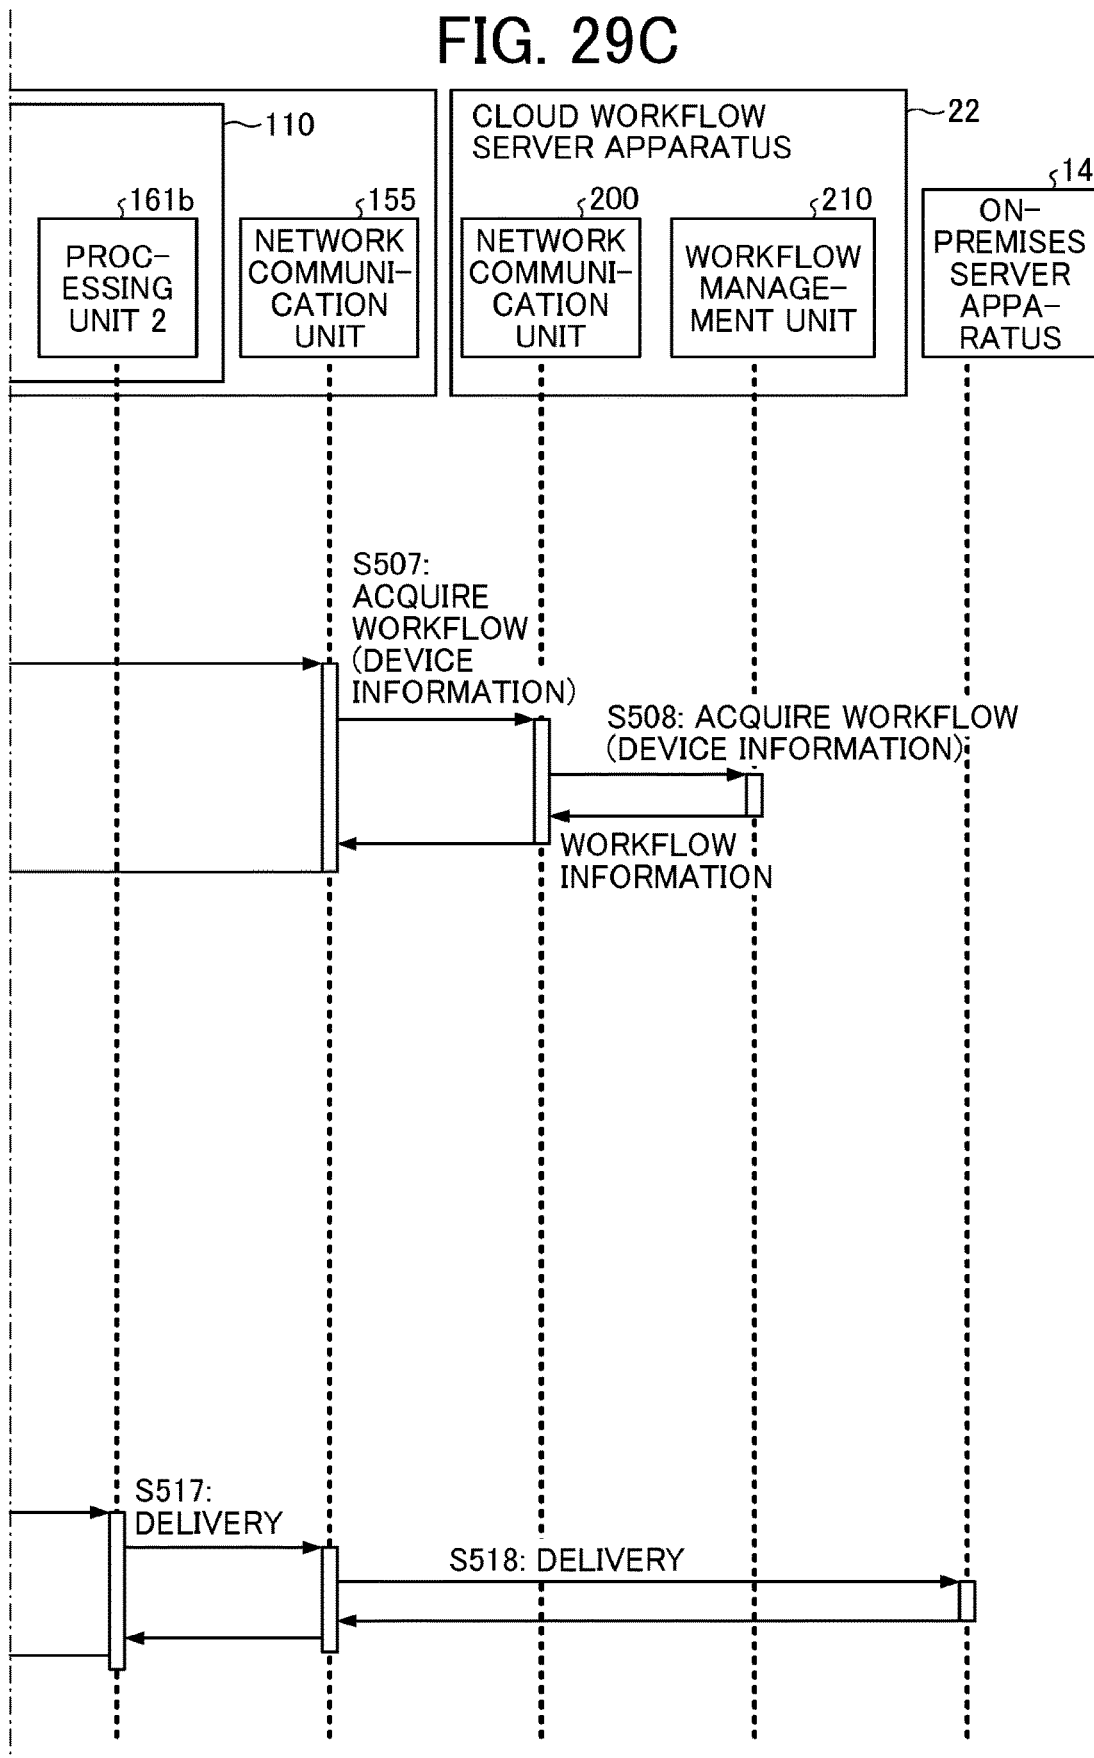 FIG. 29C
110
CLOUD WORKFLOW
SERVER APPARATUS
22
161b
PROC-
ESSING
UNIT 2
155
NETWORK
COMMUNI-
CATION
UNIT
200
NETWORK
COMMUNI-
CATION
UNIT
210
WORKFLOW
MANAGE-
MENT UNIT
14
ON-
PREMISES
SERVER
APPA-
RATUS
S507:
ACQUIRE
WORKFLOW
(DEVICE
INFORMATION)
S508: ACQUIRE WORKFLOW
(DEVICE INFORMATION)
WORKFLOW
INFORMATION
S517:
DELIVERY
S518: DELIVERY